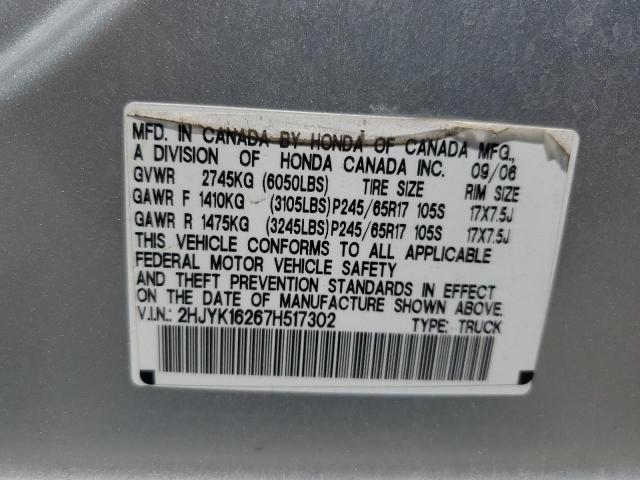 MFD. IN CANADA BY HONDA OF CANADA MFG.,
A DIVISION OF HONDA CANADA INC. 09/06
GVWR 2745KG (6050LBS) TIRE SIZE RIM SIZE
GAWR F 1410KG (3105LBS) P245/65R17 105S 17X7.5J
GAWR R 1475KG (3245LBS) P245/65R17 105S 17X7.5J
THIS VEHICLE CONFORMS TO ALL APPLICABLE
FEDERAL MOTOR VEHICLE SAFETY
AND THEFT PREVENTION STANDARDS IN EFFECT
ON THE DATE OF MANUFACTURE SHOWN ABOVE.
V.I.N.: 2HJYK16267H517302 TYPE: TRUCK